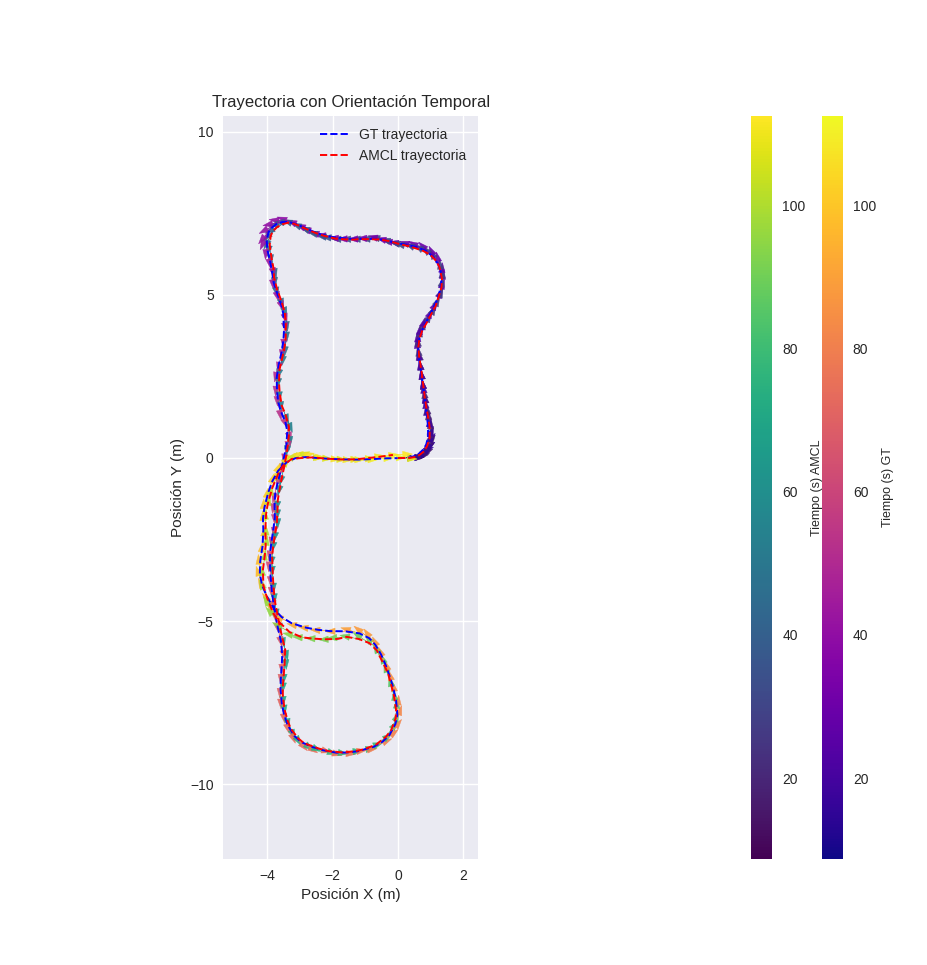 Trayectoria con Orientación Temporal
GT trayectoria
AMCL trayectoria
10
5
0
−5
−10
Posición Y (m)
−4
−2
0
2
Posición X (m)
100
80
60
40
20
Tiempo (s) AMCL
100
80
60
40
20
Tiempo (s) GT